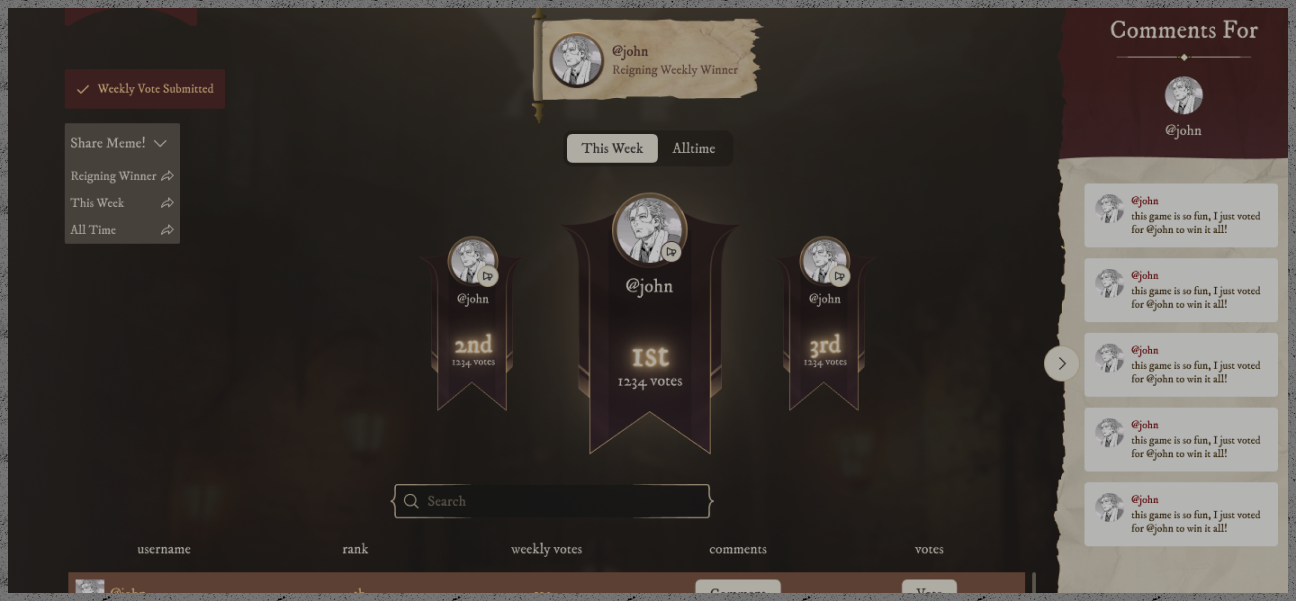 @john
Reigning Weekly Winner
Weekly Vote Submitted
Share Meme!
Reigning Winner
This Week
All Time
This Week
Alltime
@john
2nd
1234 votes
@john
1st
1234 votes
@john
3rd
1234 votes
Search
username
rank
weekly votes
comments
votes
Comments For
@john
@john
this game is so fun, I just voted
for @john to win it all!
@john
this game is so fun, I just voted
for @john to win it all!
@john
this game is so fun, I just voted
for @john to win it all!
@john
this game is so fun, I just voted
for @john to win it all!
@john
this game is so fun, I just voted
for @john to win it all!